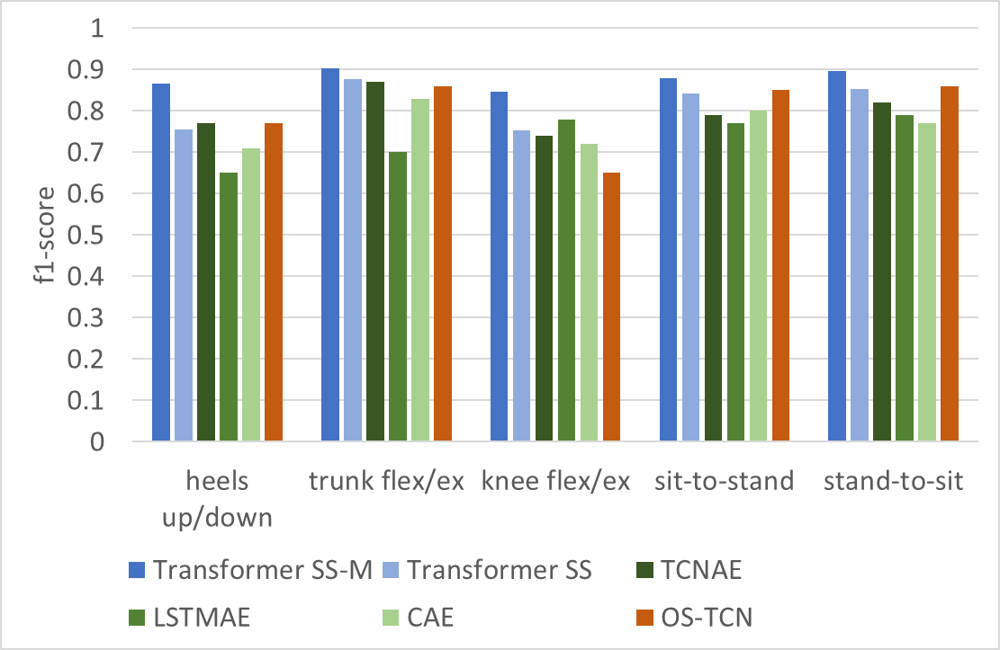 1
0.9
0.8
0.7
0.6
0.5
0.4
0.3
0.2
0.1
0
f1-score
heels up/down
trunk flex/ex
knee flex/ex
sit-to-stand
stand-to-sit
Transformer SS-M
Transformer SS
TCNAE
LSTMAE
CAE
OS-TCN